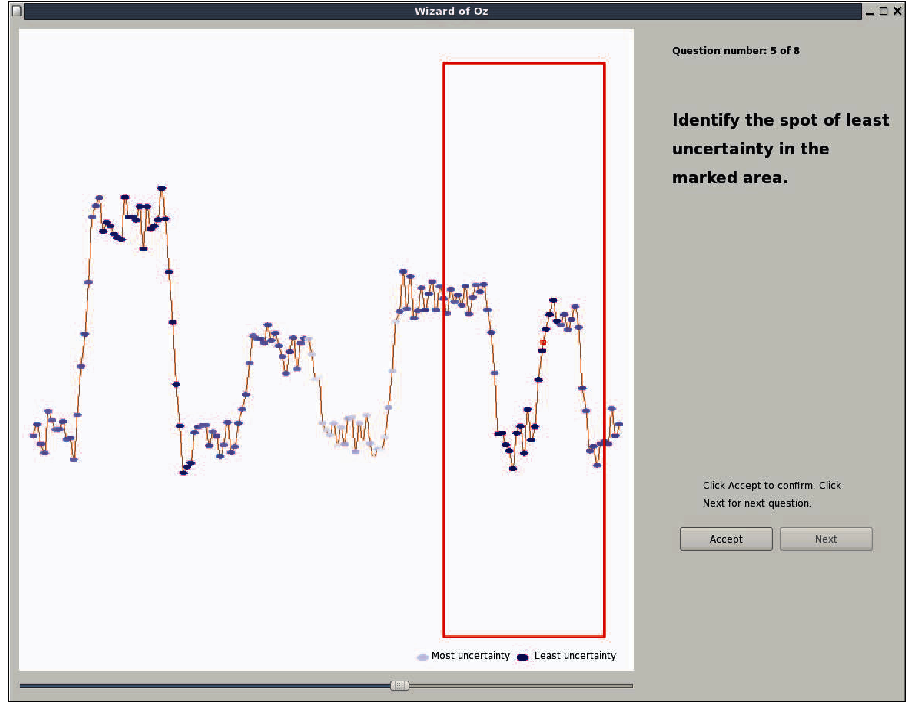 Wizard of Oz
Question number: 5 of 8
Identify the spot of least
uncertainty in the
marked area.
Click Accept to confirm. Click
Next for next question.
Accept Next
Most uncertainty Least uncertainty